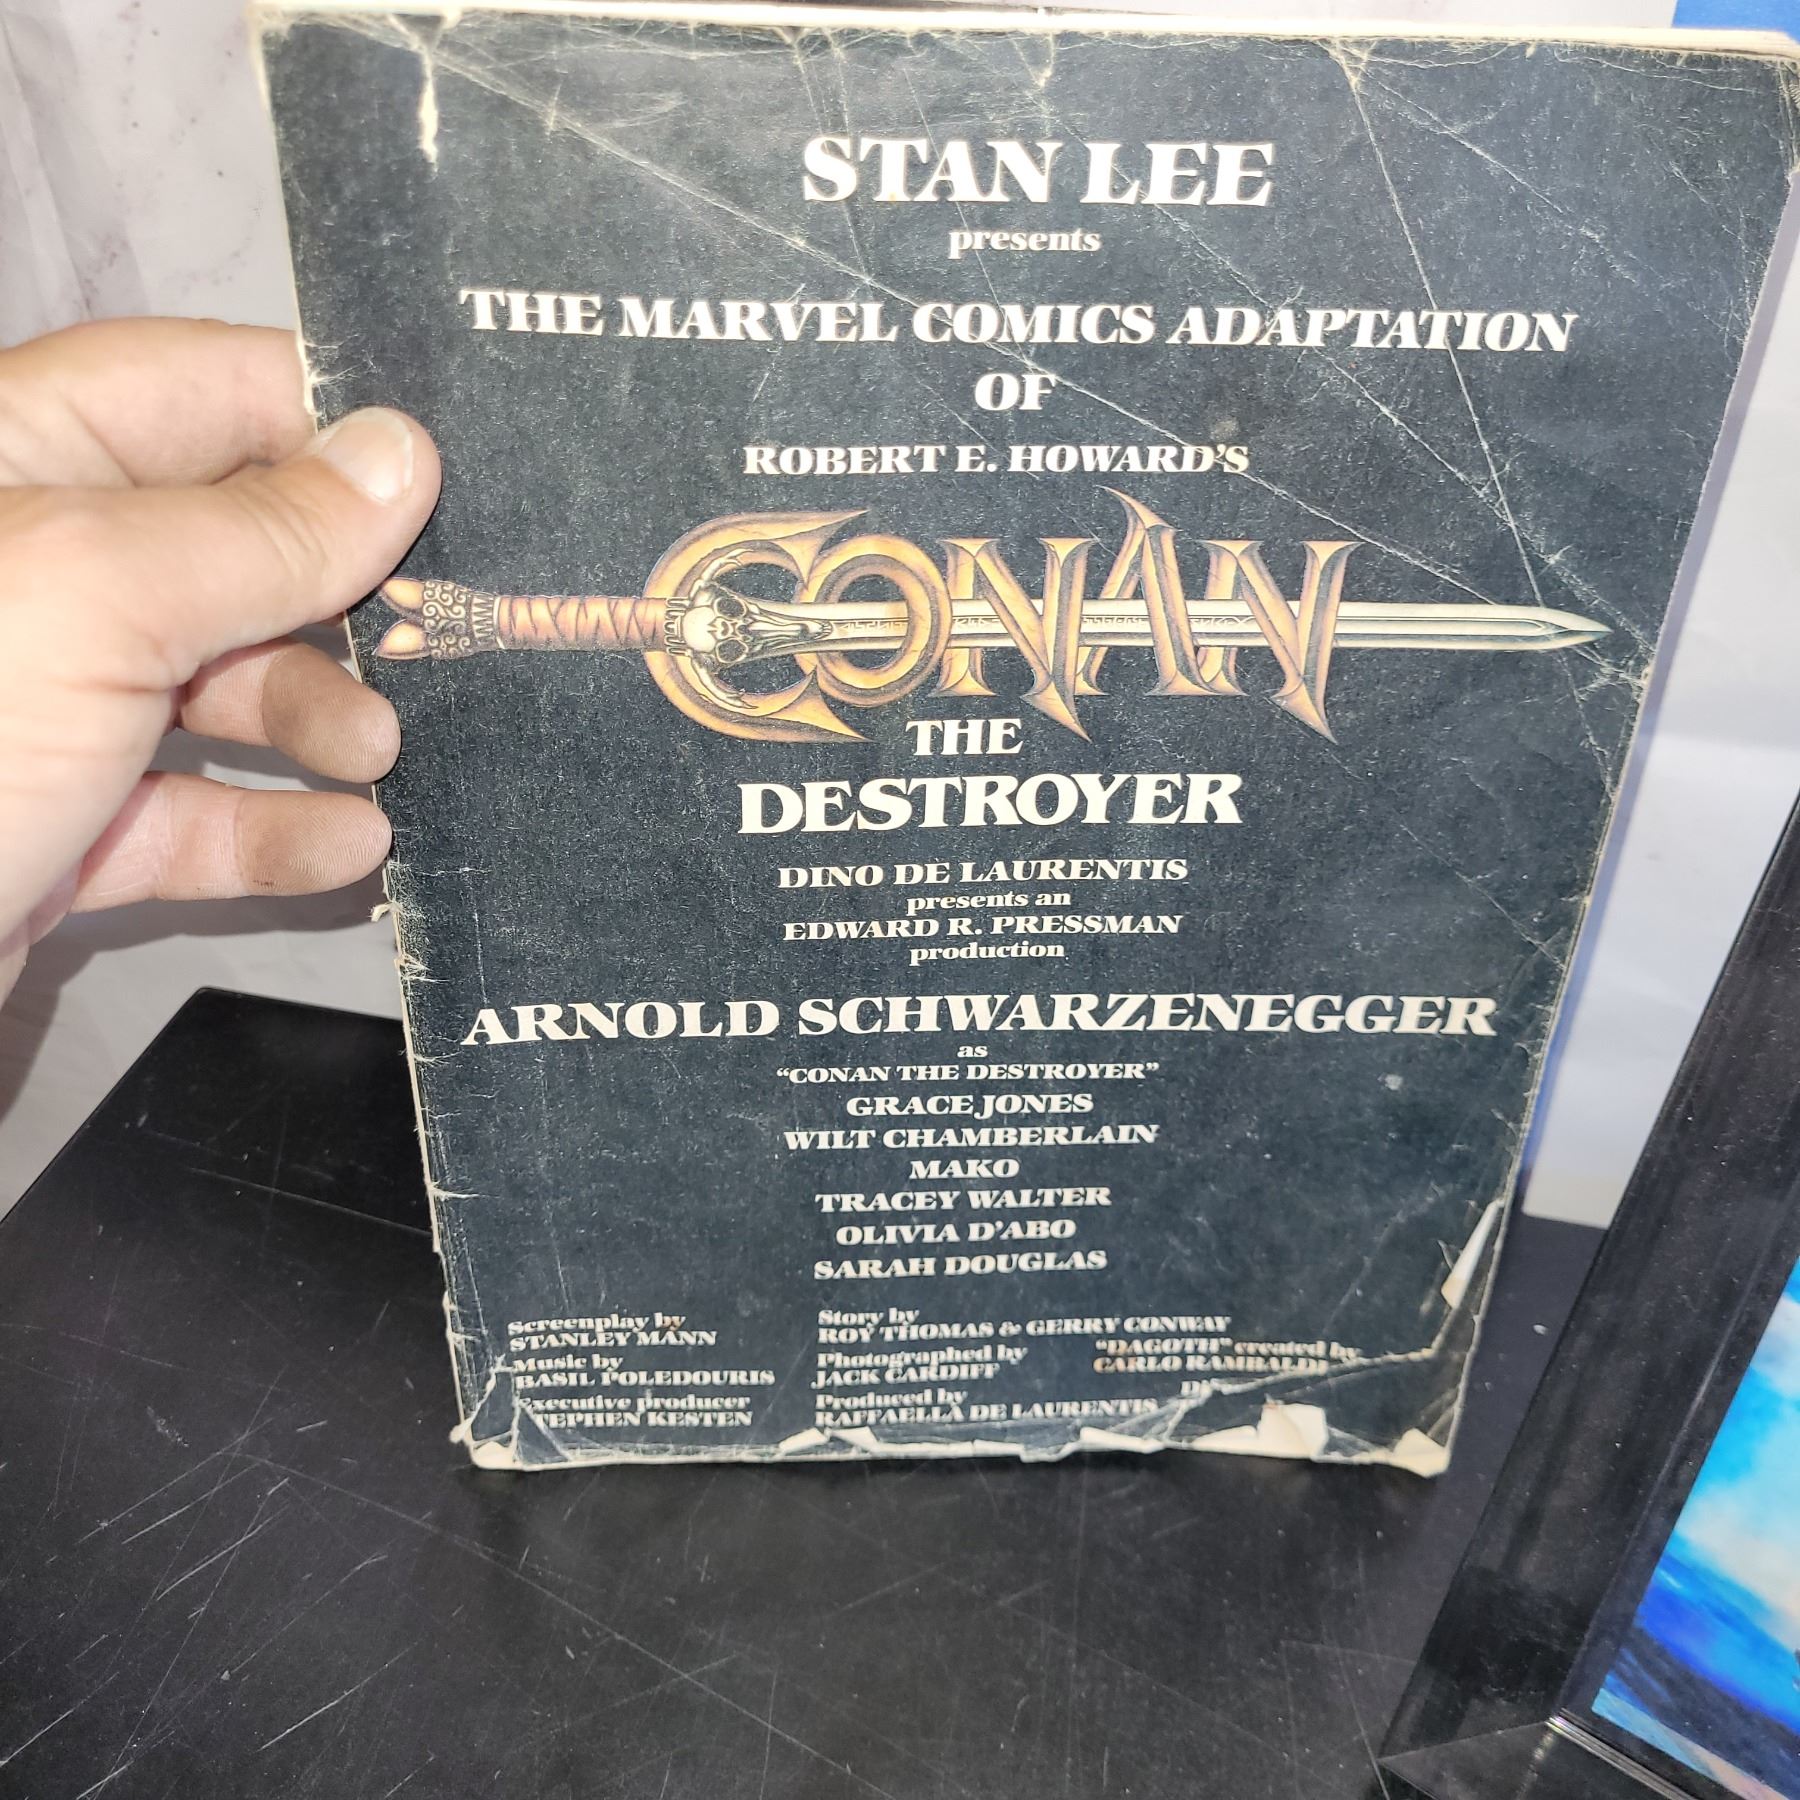 STAN LEE
presents
THE MARVEL COMICS ADAPTATION
OF
ROBERT E. HOWARD'S
CONAN
THE
DESTROYER
DINO DE LAURENTIS
presents an
EDWARD R. PRESSMAN
production
ARNOLD SCHWARZENEGGER
as
“CONAN THE DESTROYER”
GRACE JONES
WILT CHAMBERLAIN
MAKO
TRACEY WALTER
OLIVIA D'ABO
SARAH DOUGLAS
Screenplay by
STANLEY MANN
Music by
BASIL POLEDOURIS
Executive producer
STEPHEN KESTEN
Story by
ROY THOMAS & GERRY CONWAY
Photographed by
JACK CARDIFF
Produced by
RAFFAELLA DE LAURENTIS
“DAGOTH” created by
CARLO RAMBALDI